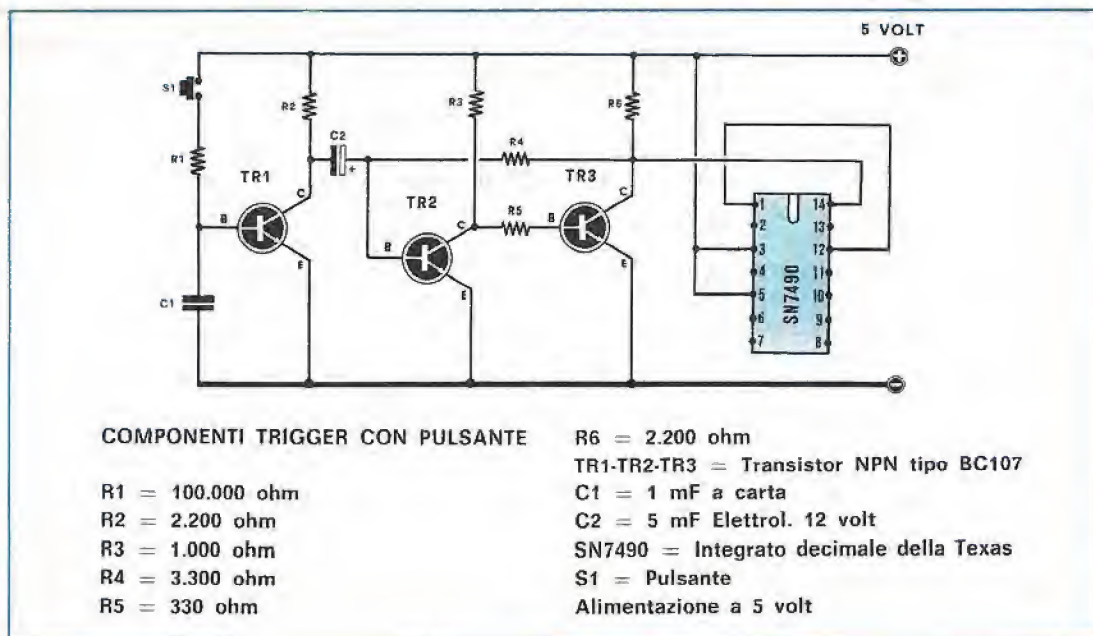 5 VOLT
S1
R1
C1
B
TR1
C
E
R2
C2
+
B
TR2
C
E
R3
R4
R5
B
TR3
C
E
R6
1
2
3
4
5
6
7
14
13
12
11
10
9
8
SN7490
COMPONENTI TRIGGER CON PULSANTE
R1 = 100.000 ohm
R2 = 2.200 ohm
R3 = 1.000 ohm
R4 = 3.300 ohm
R5 = 330 ohm
R6 = 2.200 ohm
TR1-TR2-TR3 = Transistor NPN tipo BC107
C1 = 1 mF a carta
C2 = 5 mF Elettrol. 12 volt
SN7490 = Integrato decimale della Texas
S1 = Pulsante
Alimentazione a 5 volt